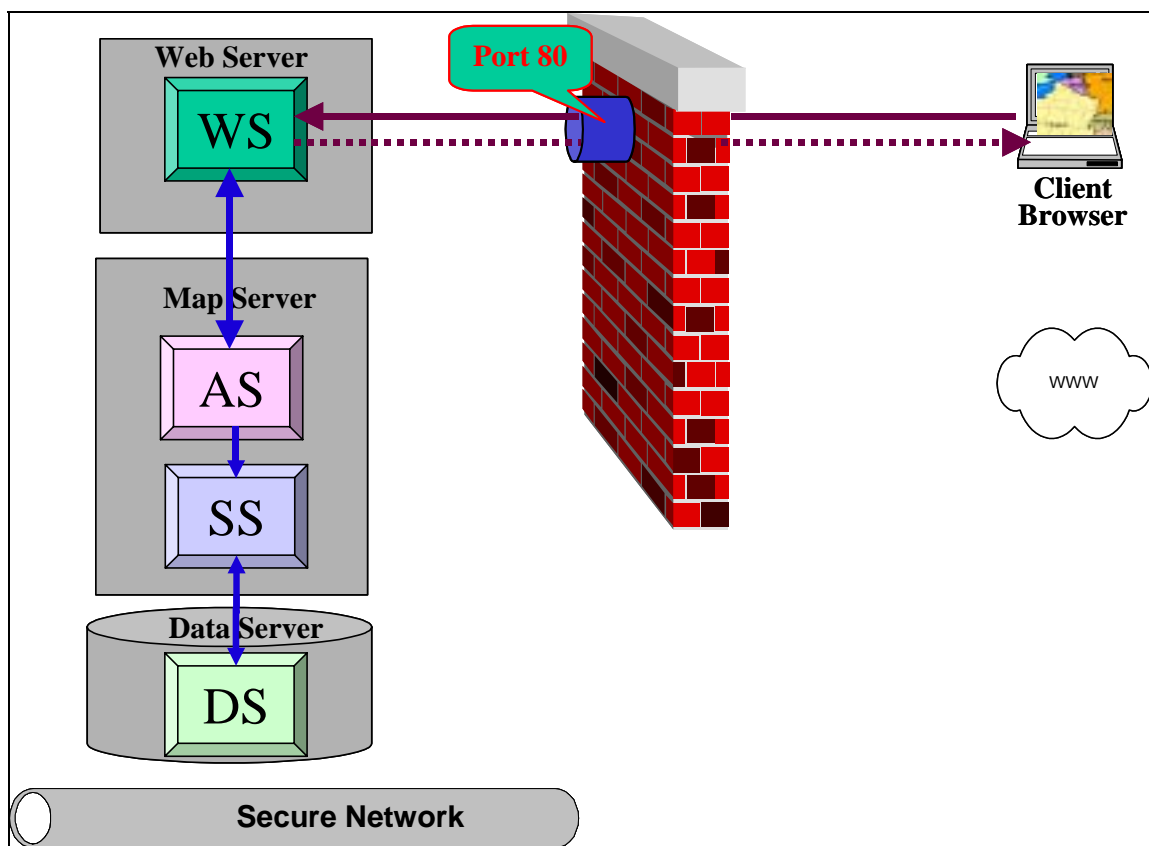 Web Server
Port 80
WS
Client
Browser
Map Server
AS
www
SS
Data Server
DS
Secure Network